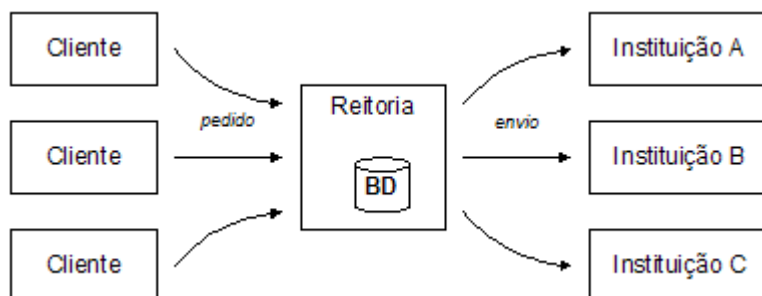 Cliente
Instituição A
Reitoria
pedido
envio
Cliente
BD
Instituição B
Cliente
Instituição C